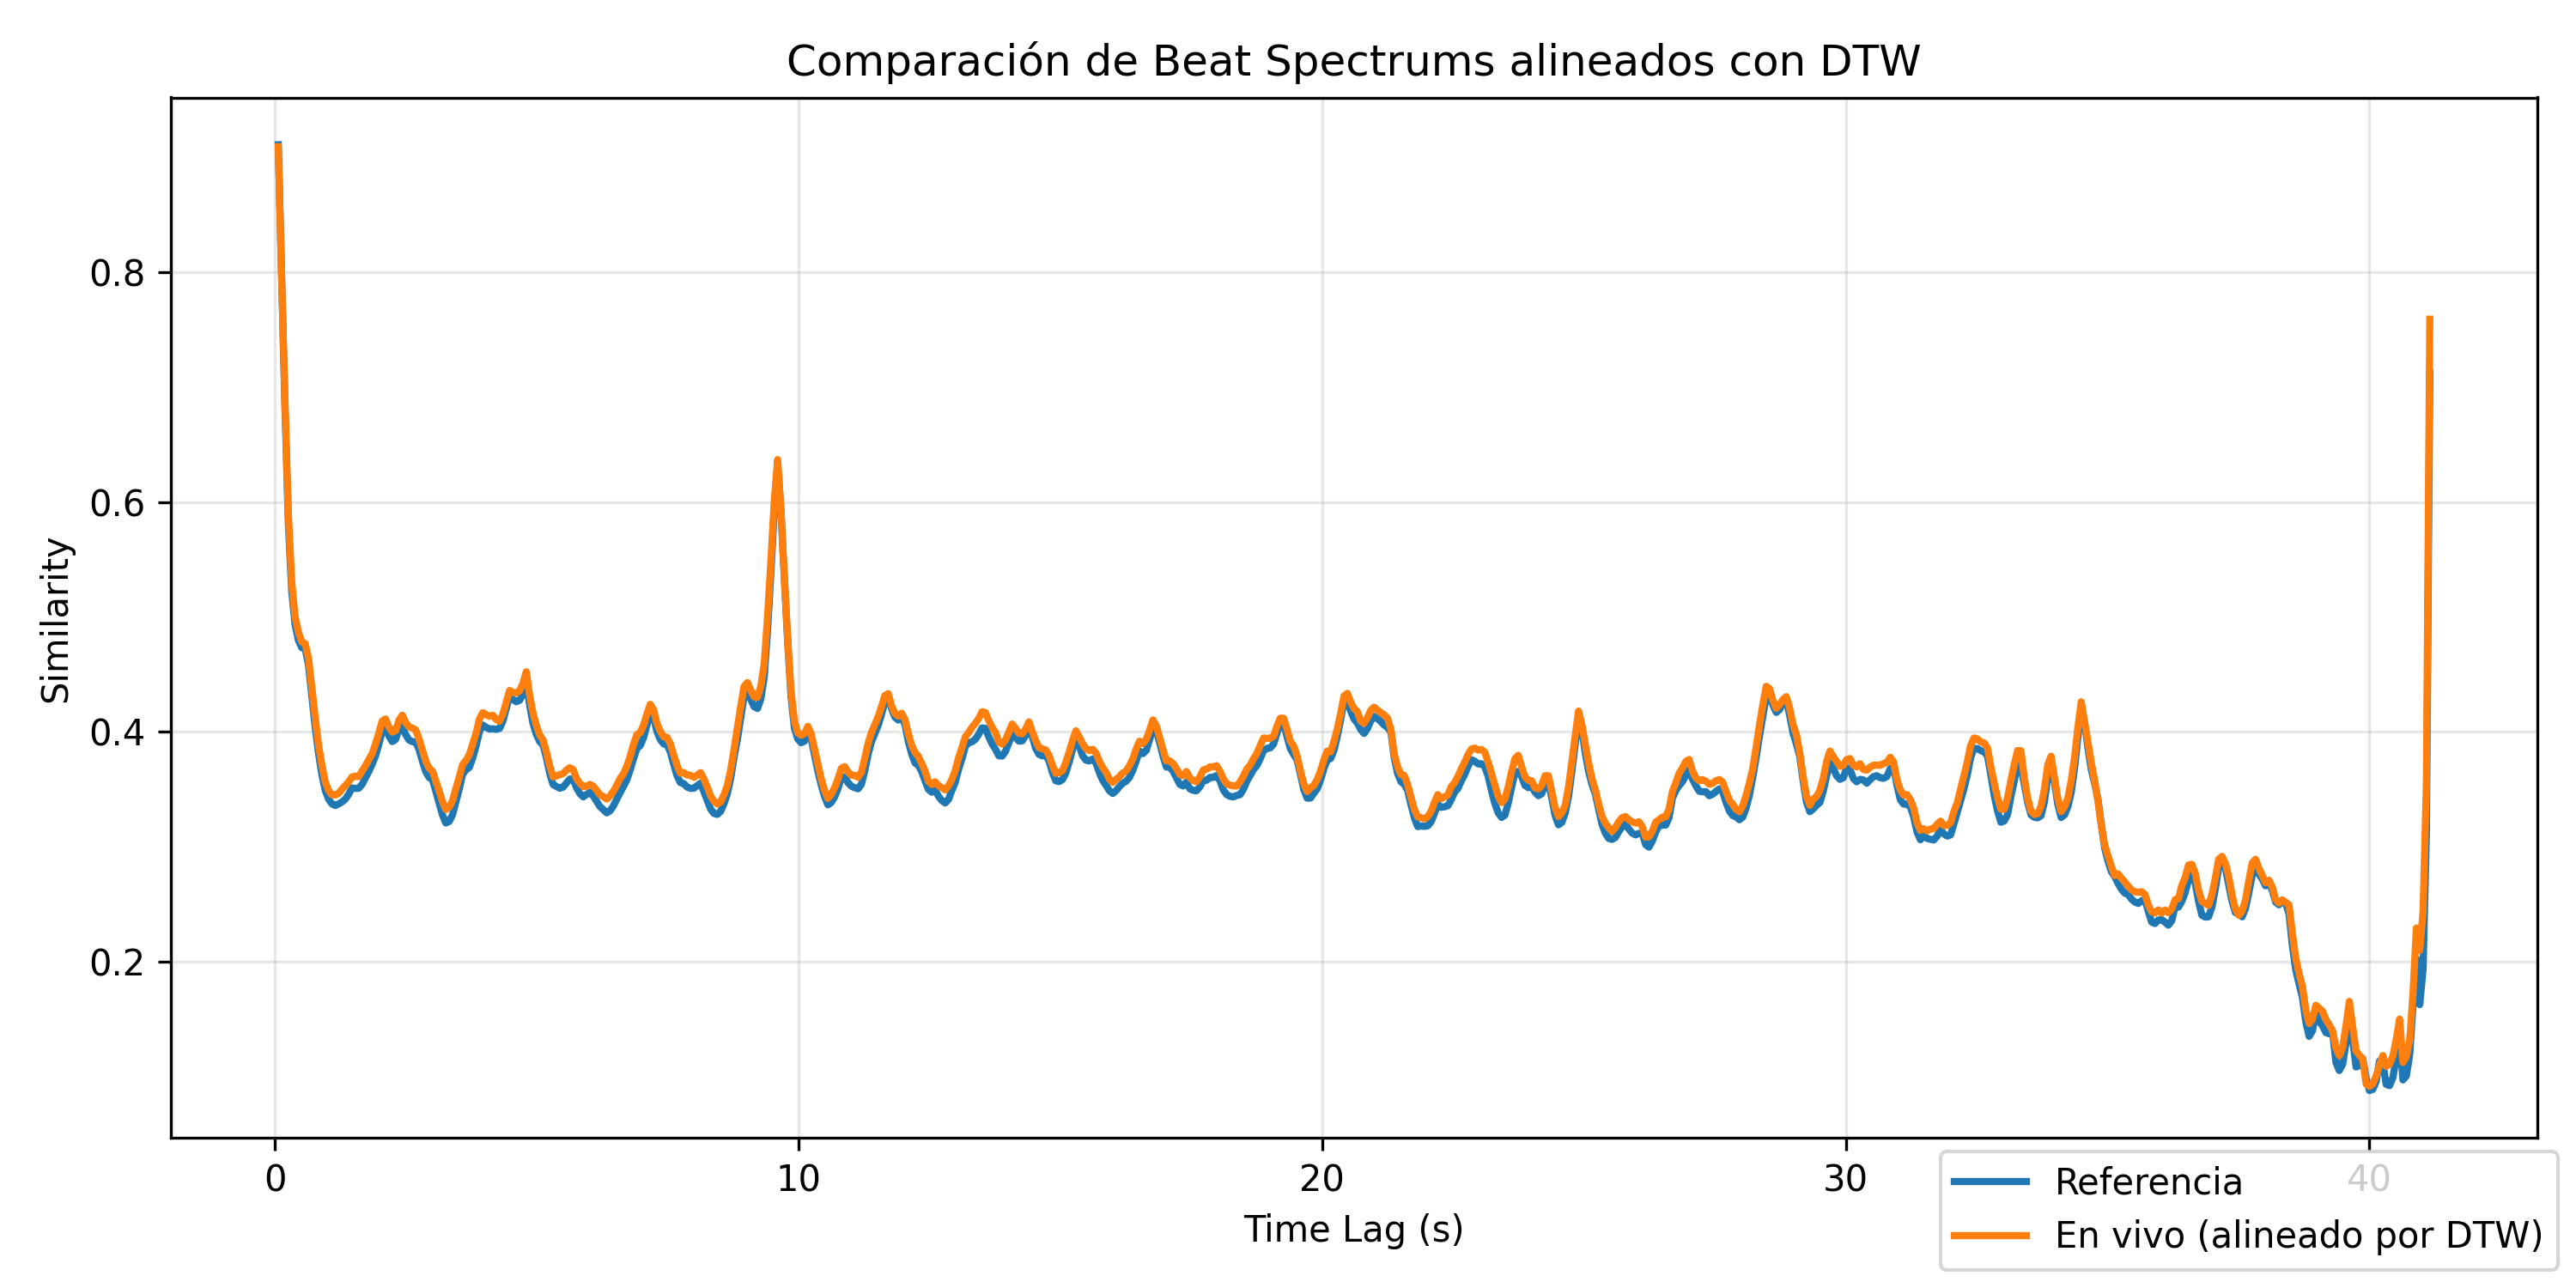 Comparación de Beat Spectrums alineados con DTW
Similarity
0.8
0.6
0.4
0.2
0 10 20 30 40
Time Lag (s)
Referencia
En vivo (alineado por DTW)